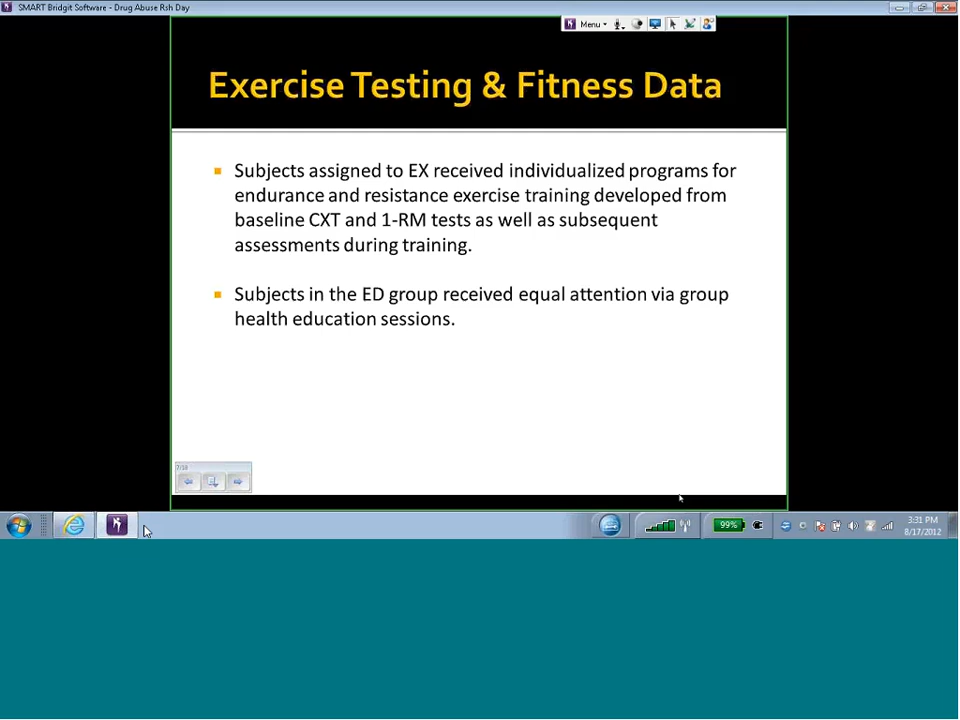 SMART Bridgit Software - Drug Abuse Rsh Day
Menu
Exercise Testing & Fitness Data
Subjects assigned to EX received individualized programs for
endurance and resistance exercise training developed from
baseline CXT and 1-RM tests as well as subsequent
assessments during training.
Subjects in the ED group received equal attention via group
health education sessions.
7/18
99%
3:31 PM
8/17/2012